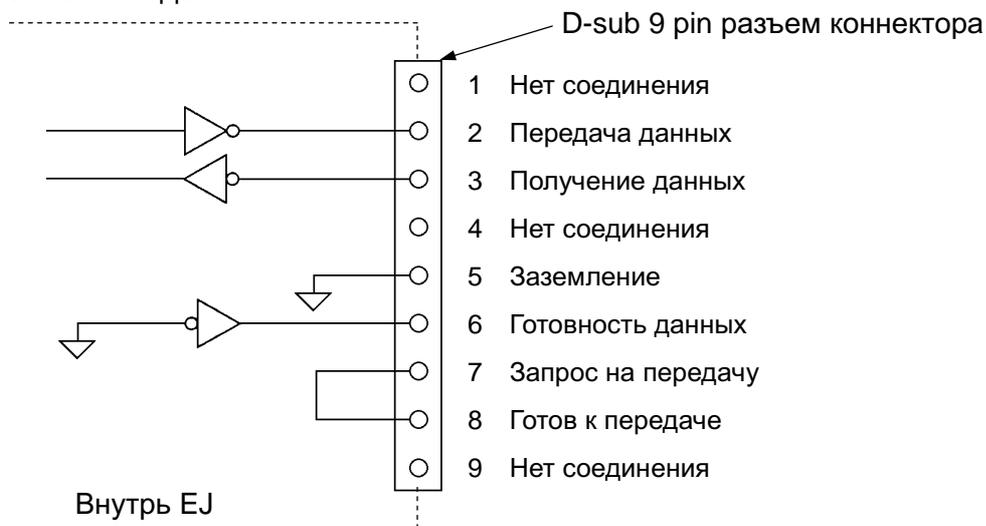 D-sub 9 pin разъем коннектора
1 Нет соединения
2 Передача данных
3 Получение данных
4 Нет соединения
5 Заземление
6 Готовность данных
7 Запрос на передачу
8 Готов к передаче
9 Нет соединения
Внутрь EJ